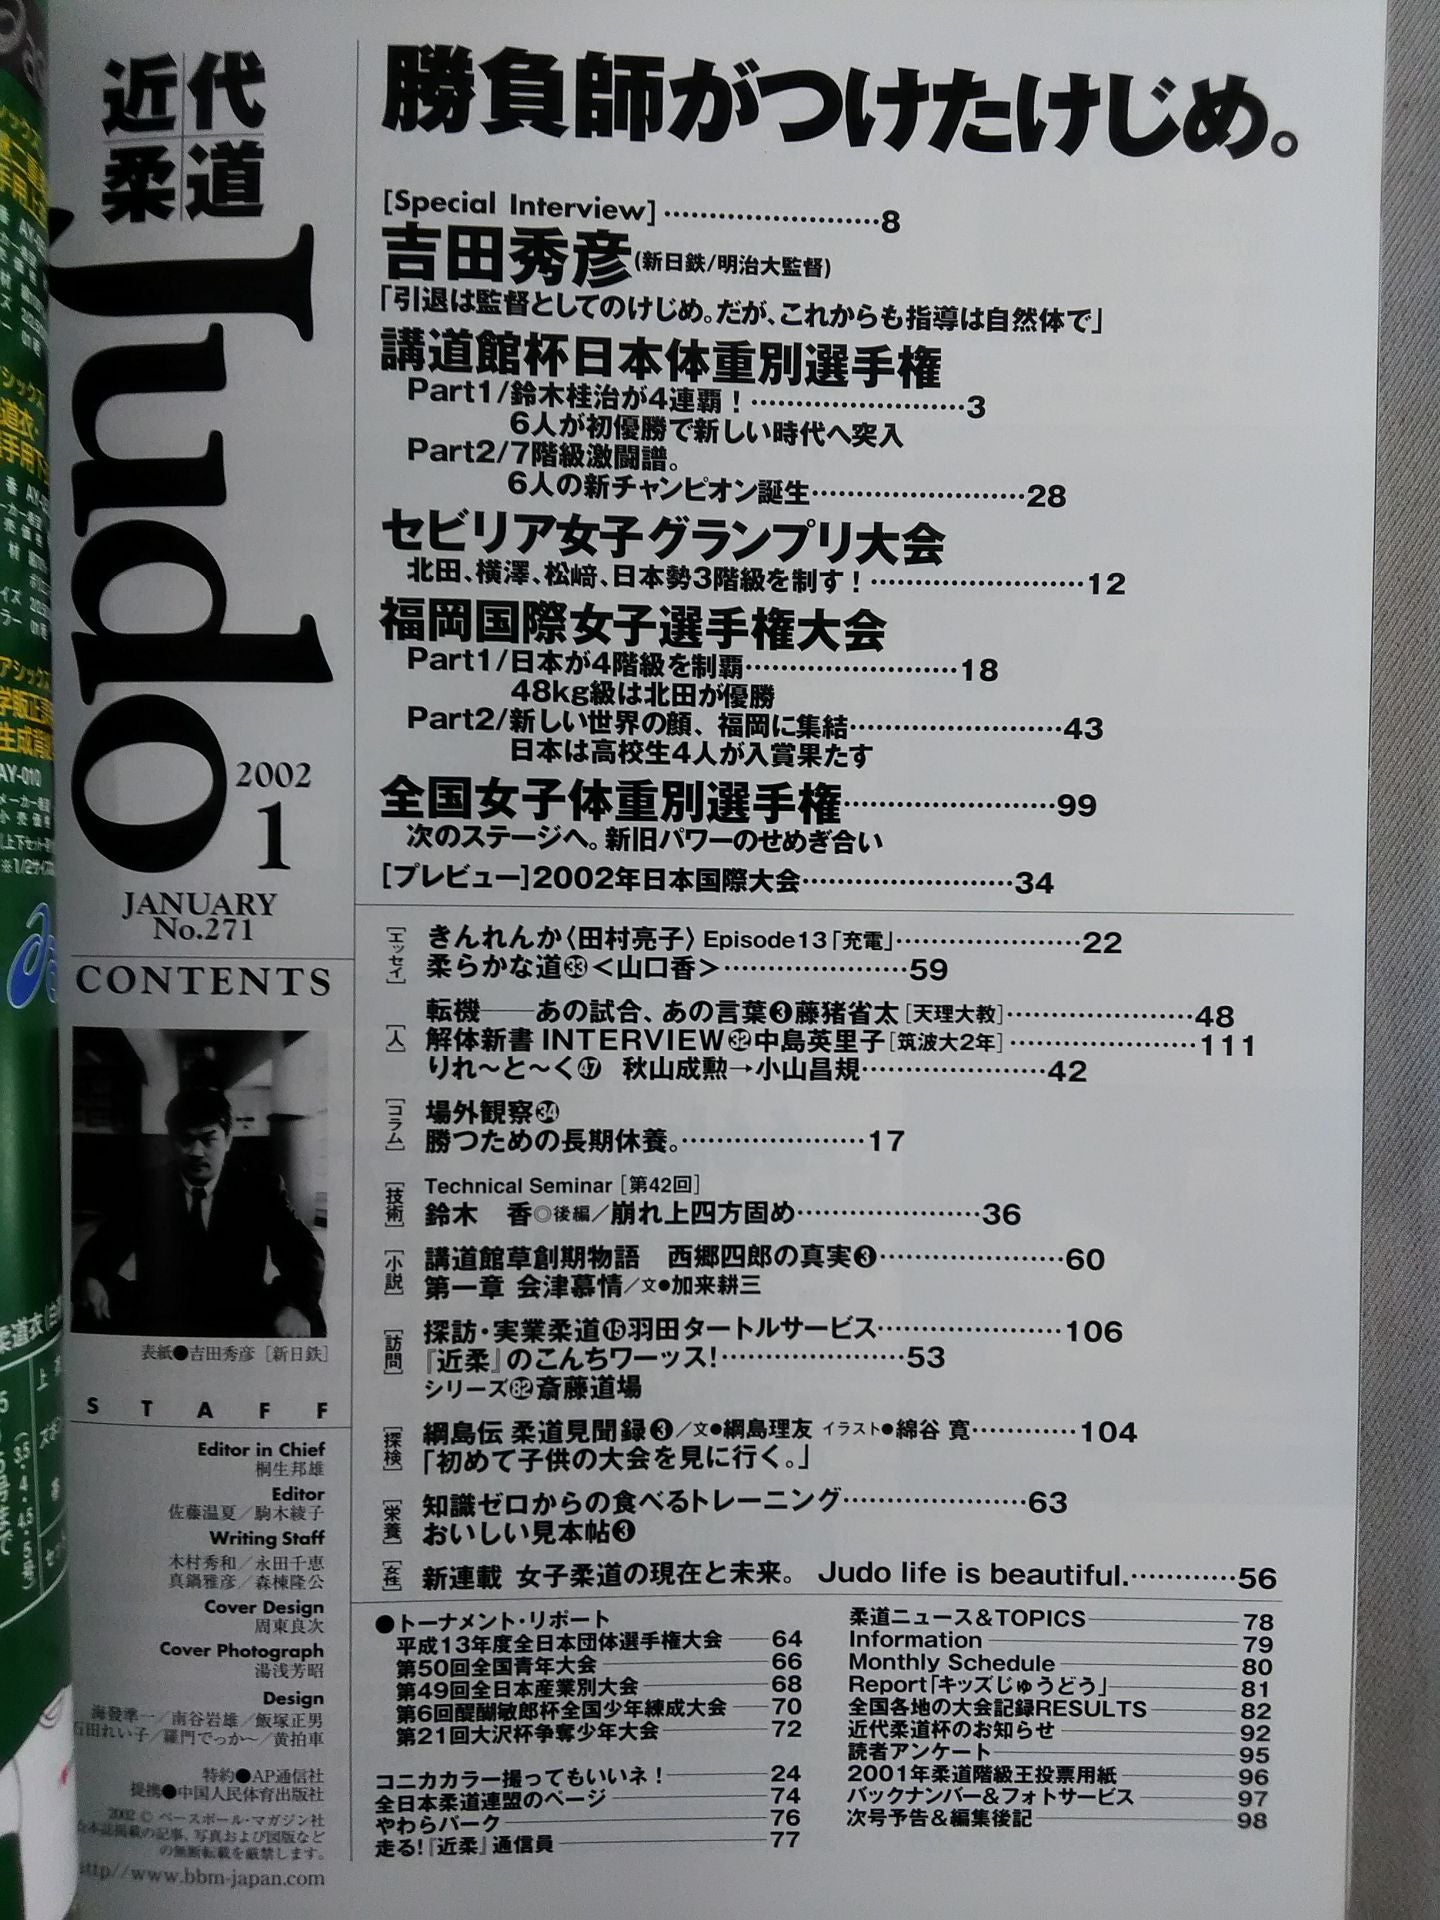 近代
柔道
Judo
2002
1
JANUARY
No.271
CONTENTS
表紙●吉田秀彦［新日鉄］
STAFF
Editor in Chief
桐生邦雄
Editor
佐藤温夏／駒木綾子
Writing Staff
木村秀和／永田千恵
真鍋雅彦／森棟隆公
Cover Design
周東良次
Cover Photograph
湯浅芳昭
Design
海發準一／南谷岩雄／飯塚正男
石田れい子／羅門でっか〜／黄拍車
特約●AP通信社
提携●中国人民体育出版社
2002 © ベースボール・マガジン社
本誌掲載の記事、写真および図版など
の無断転載を厳禁します。
http//www.bbm-japan.com
勝負師がつけたけじめ。
[Special Interview]……………………8
吉田秀彦(新日鉄/明治大監督)
「引退は監督としてのけじめ。だが、これからも指導は自然体で」
講道館杯日本体重別選手権
Part1/鈴木桂治が4連覇！……………………3
6人が初優勝で新しい時代へ突入
Part2/7階級激闘譜。
6人の新チャンピオン誕生……………………28
セビリア女子グランプリ大会
北田、横澤、松﨑、日本勢3階級を制す！……………………12
福岡国際女子選手権大会
Part1/日本が4階級を制覇……………………18
48kg級は北田が優勝
Part2/新しい世界の顔、福岡に集結……………………43
日本は高校生4人が入賞果たす
全国女子体重別選手権……………………99
次のステージへ。新旧パワーのせめぎ合い
[プレビュー]2002年日本国際大会……………………34
[エッセイ]
きんれんか〈田村亮子〉Episode13「充電」…………………22
柔らかな道㉝＜山口香＞…………………59
[人]
転機――あの試合、あの言葉❸藤猪省太［天理大教］…………………48
解体新書 INTERVIEW㉜中島英里子［筑波大2年］…………………111
りれ〜と〜く㊼　秋山成勲→小山昌規…………………42
[コラム]
場外観察㉞
勝つための長期休養。…………………17
[技術]
Technical Seminar［第42回］
鈴木　香◎後編／崩れ上四方固め…………………36
[小説]
講道館草創期物語　西郷四郎の真実❸…………………60
第一章 会津慕情／文●加来耕三
[訪問]
探訪・実業柔道⑮羽田タートルサービス…………………106
『近柔』のこんちワーッス！…………………53
シリーズ82斎藤道場
[探検]
綱島伝 柔道見聞録❸／文●綱島理友 イラスト●綿谷 寛…………104
「初めて子供の大会を見に行く。」
[栄養]
知識ゼロからの食べるトレーニング…………………63
おいしい見本帖❸
[女性]
新連載 女子柔道の現在と未来。 Judo life is beautiful.…………56
●トーナメント・リポート
平成13年度全日本団体選手権大会——64
第50回全国青年大会——66
第49回全日本産業別大会——68
第6回醍醐敏郎杯全国少年練成大会——70
第21回大沢杯争奪少年大会——72
コニカカラー撮ってもいいネ！——24
全日本柔道連盟のページ——74
やわらパーク——76
走る！『近柔』通信員——77
柔道ニュース&TOPICS——78
Information——79
Monthly Schedule——80
Report「キッズじゅうどう」——81
全国各地の大会記録RESULTS——82
近代柔道杯のお知らせ——92
読者アンケート——95
2001年柔道階級王投票用紙——96
バックナンバー&フォトサービス——97
次号予告&編集後記——98